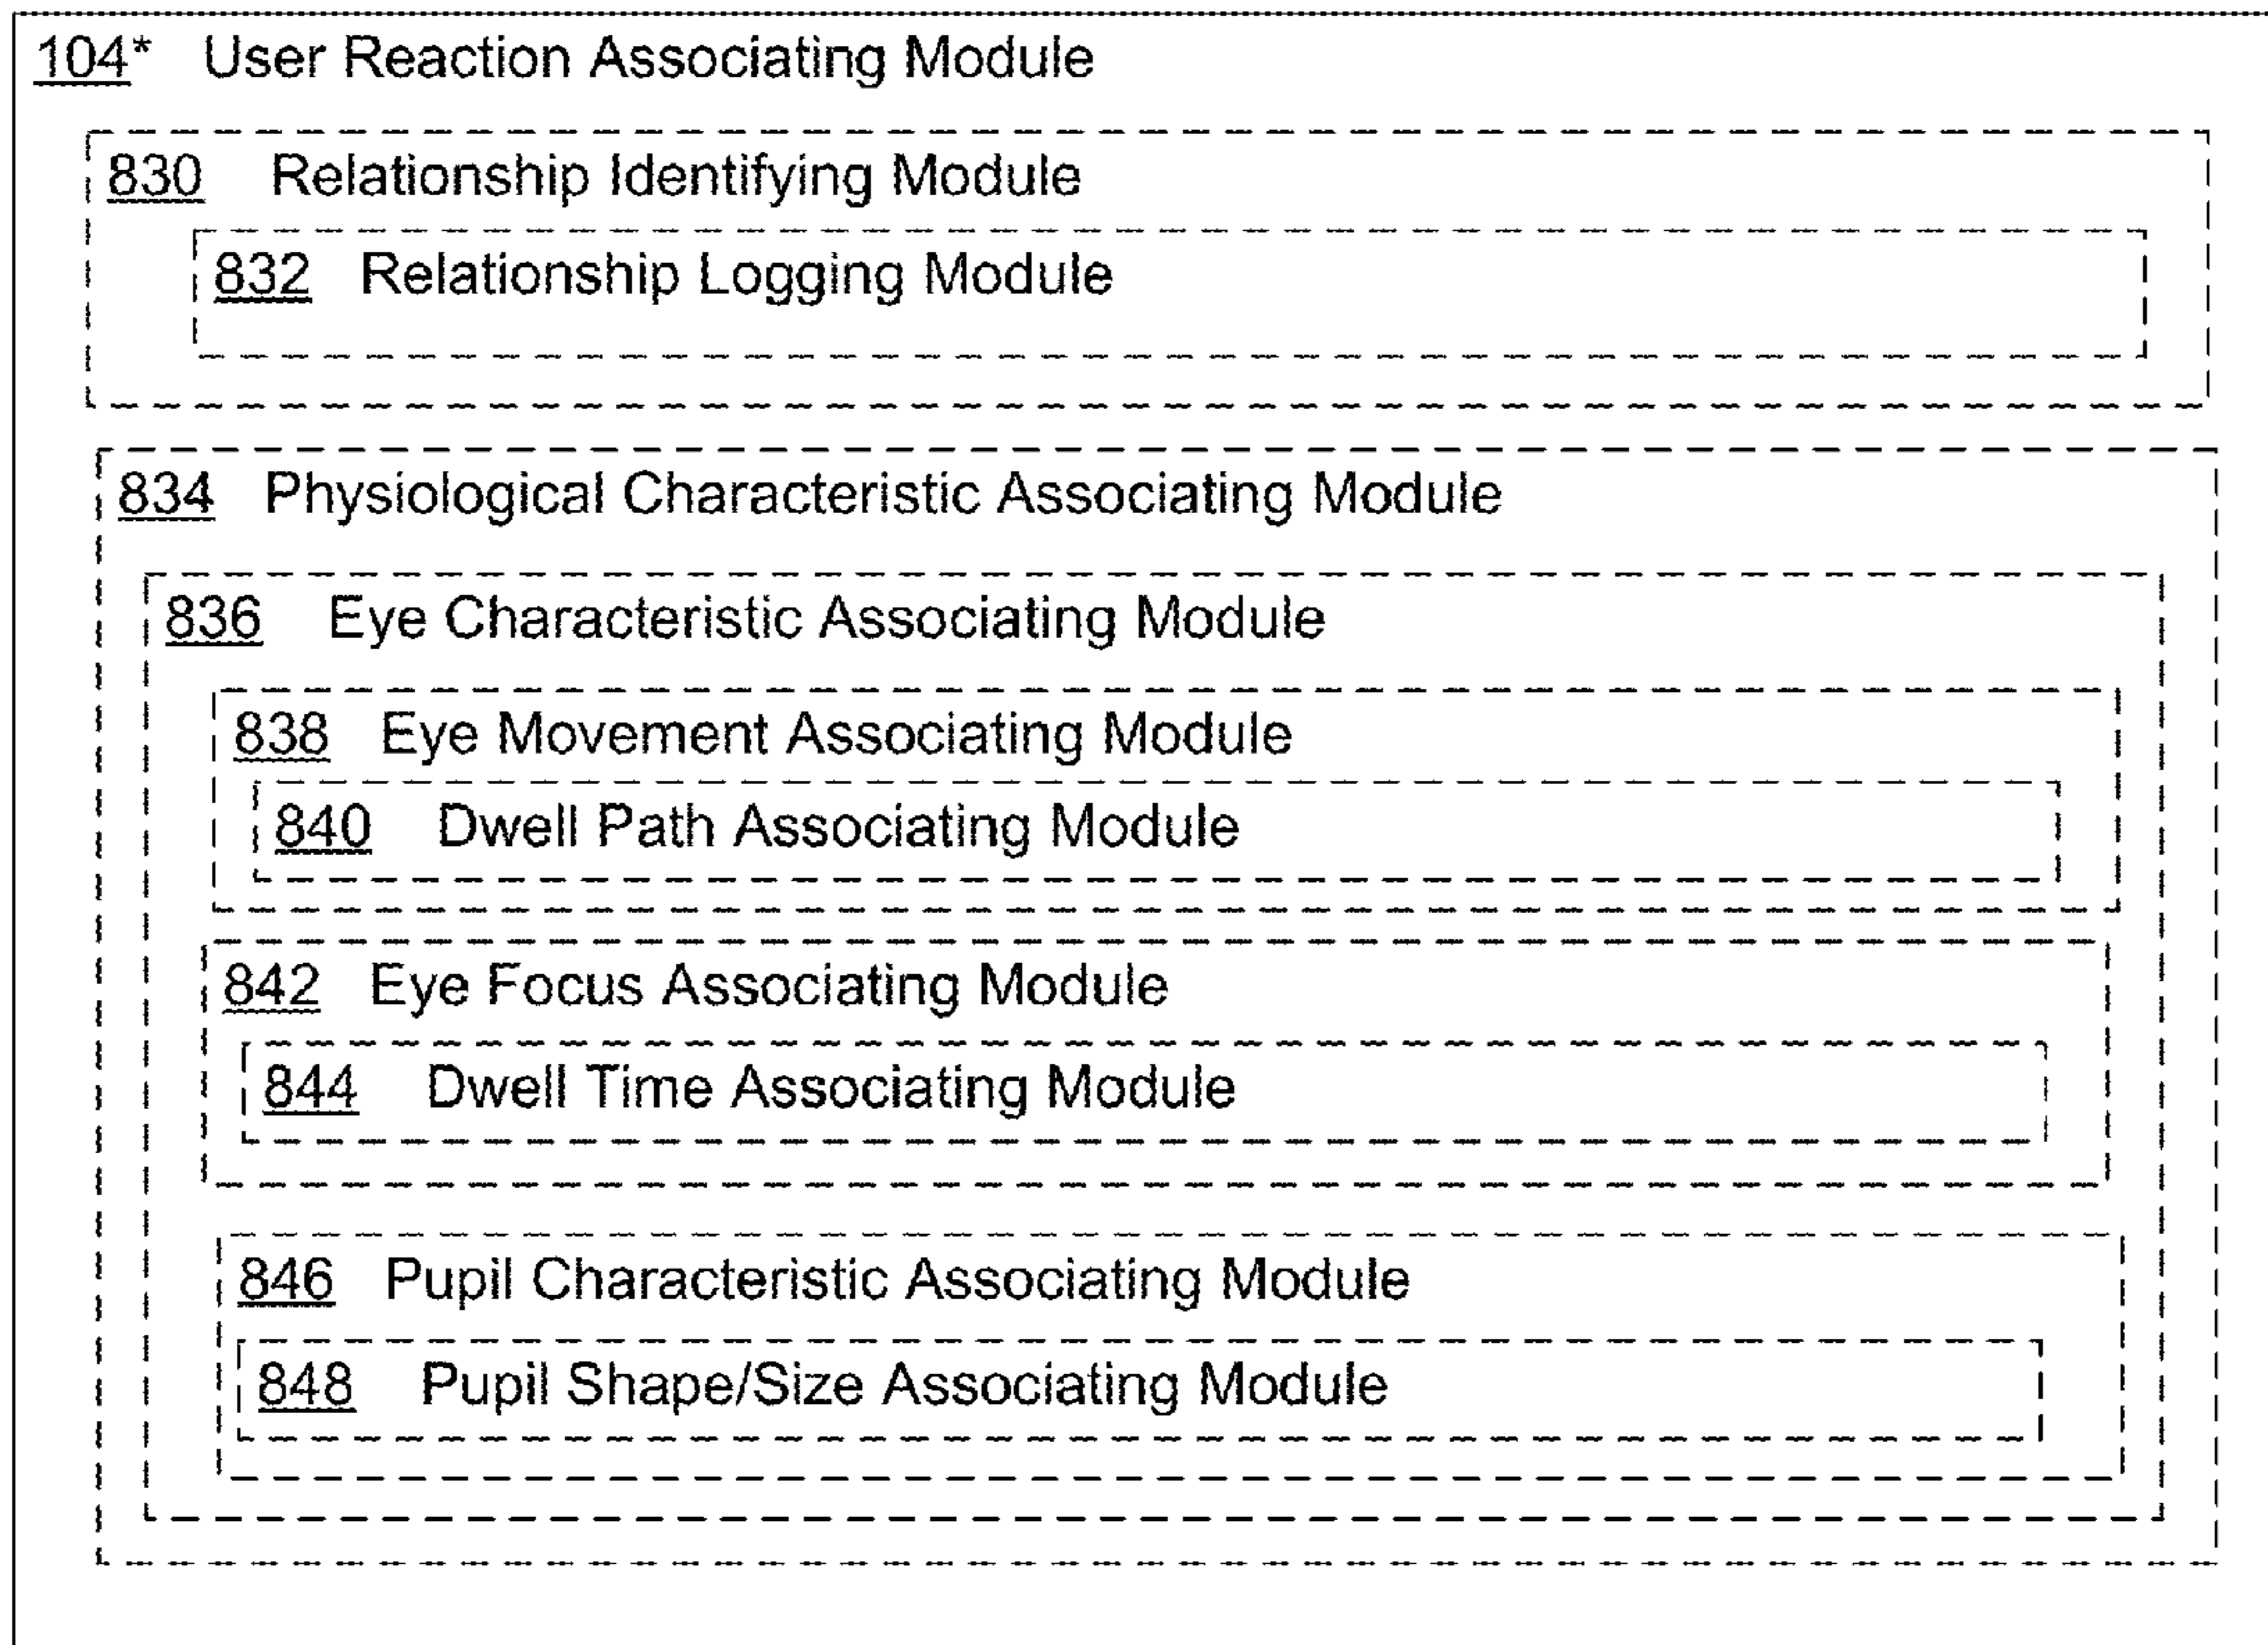 104* User Reaction Associating Module
830 Relationship Identifying Module
832 Relationship Logging Module
834 Physiological Characteristic Associating Module
836 Eye Characteristic Associating Module
838 Eye Movement Associating Module
840 Dwell Path Associating Module
842 Eye Focus Associating Module
844 Dwell Time Associating Module
846 Pupil Characteristic Associating Module
848 Pupil Shape/Size Associating Module